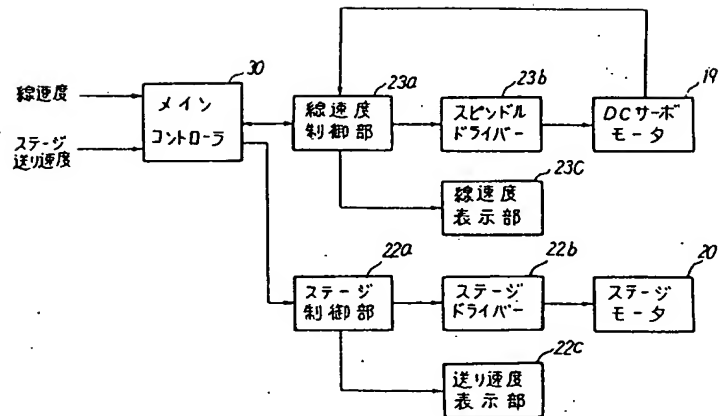 線速度
ステージ
送り速度
30
メイン
コントローラ
23a
線速度
制御部
23b
スピンドル
ドライバー
19
DCサーボ
モータ
23C
線速度
表示部
22a
ステージ
制御部
22b
ステージ
ドライバー
20
ステージ
モータ
22C
送り速度
表示部